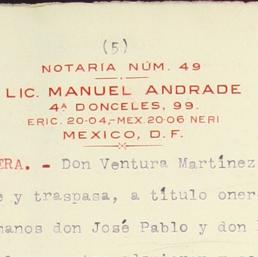 (5)
NOTARIA NÚM. 49
LIC. MANUEL ANDRADE
4ª DONCELES, 99.
ERIC. 20-04,-MEX. 20-06 NERI
MEXICO, D. F.
ERA. - Don Ventura Martínez
e y traspasa, a título oner
anos don José Pablo y don